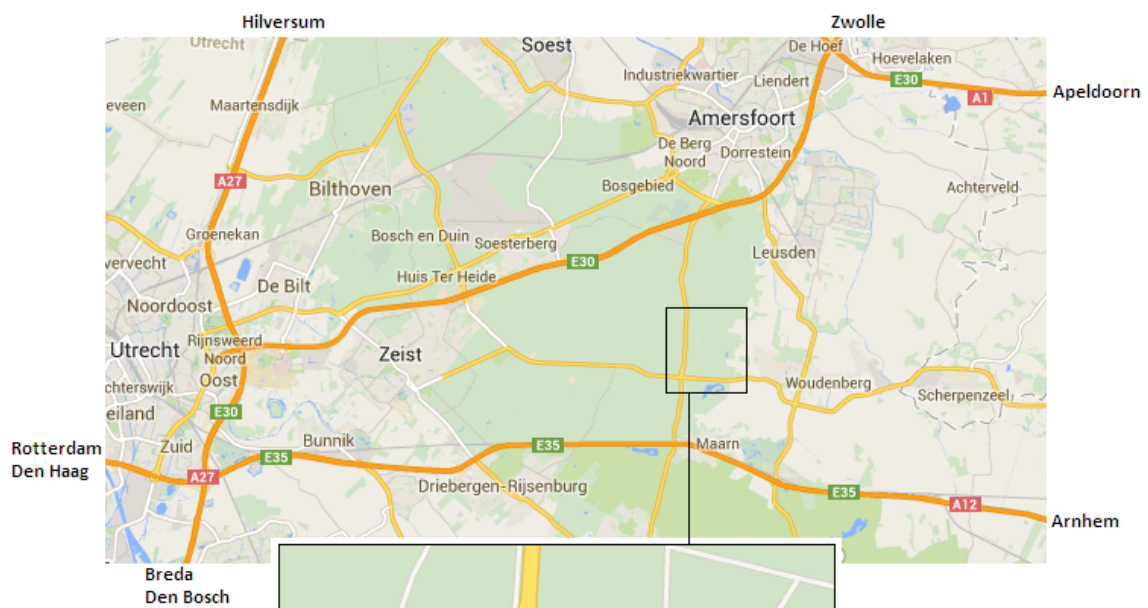 Hilversum
Zwolle
Utrecht
Soest
De Hoef
Hoevelaken
Industriekwartier
Liendert
E30
A1
Apeldoorn
eveen
Maartensdijk
Amersfoort
De Berg
Noord
Dorrestein
A27
Bilthoven
Bosgebied
Achterveld
Groenekan
Bosch en Duin
Soesterberg
Leusden
vervecht
E30
De Bilt
Huis Ter Heide
Noordoost
Rijnsweerd
Noord
Utrecht
Zeist
Oost
chterswijk
Woudenberg
Scherpenzeel
eiland
E30
Zuid
Bunnik
E35
Maarn
Rotterdam
Den Haag
E35
A27
Driebergen-Rijsenburg
E35
A12
Arnhem
Breda
Den Bosch